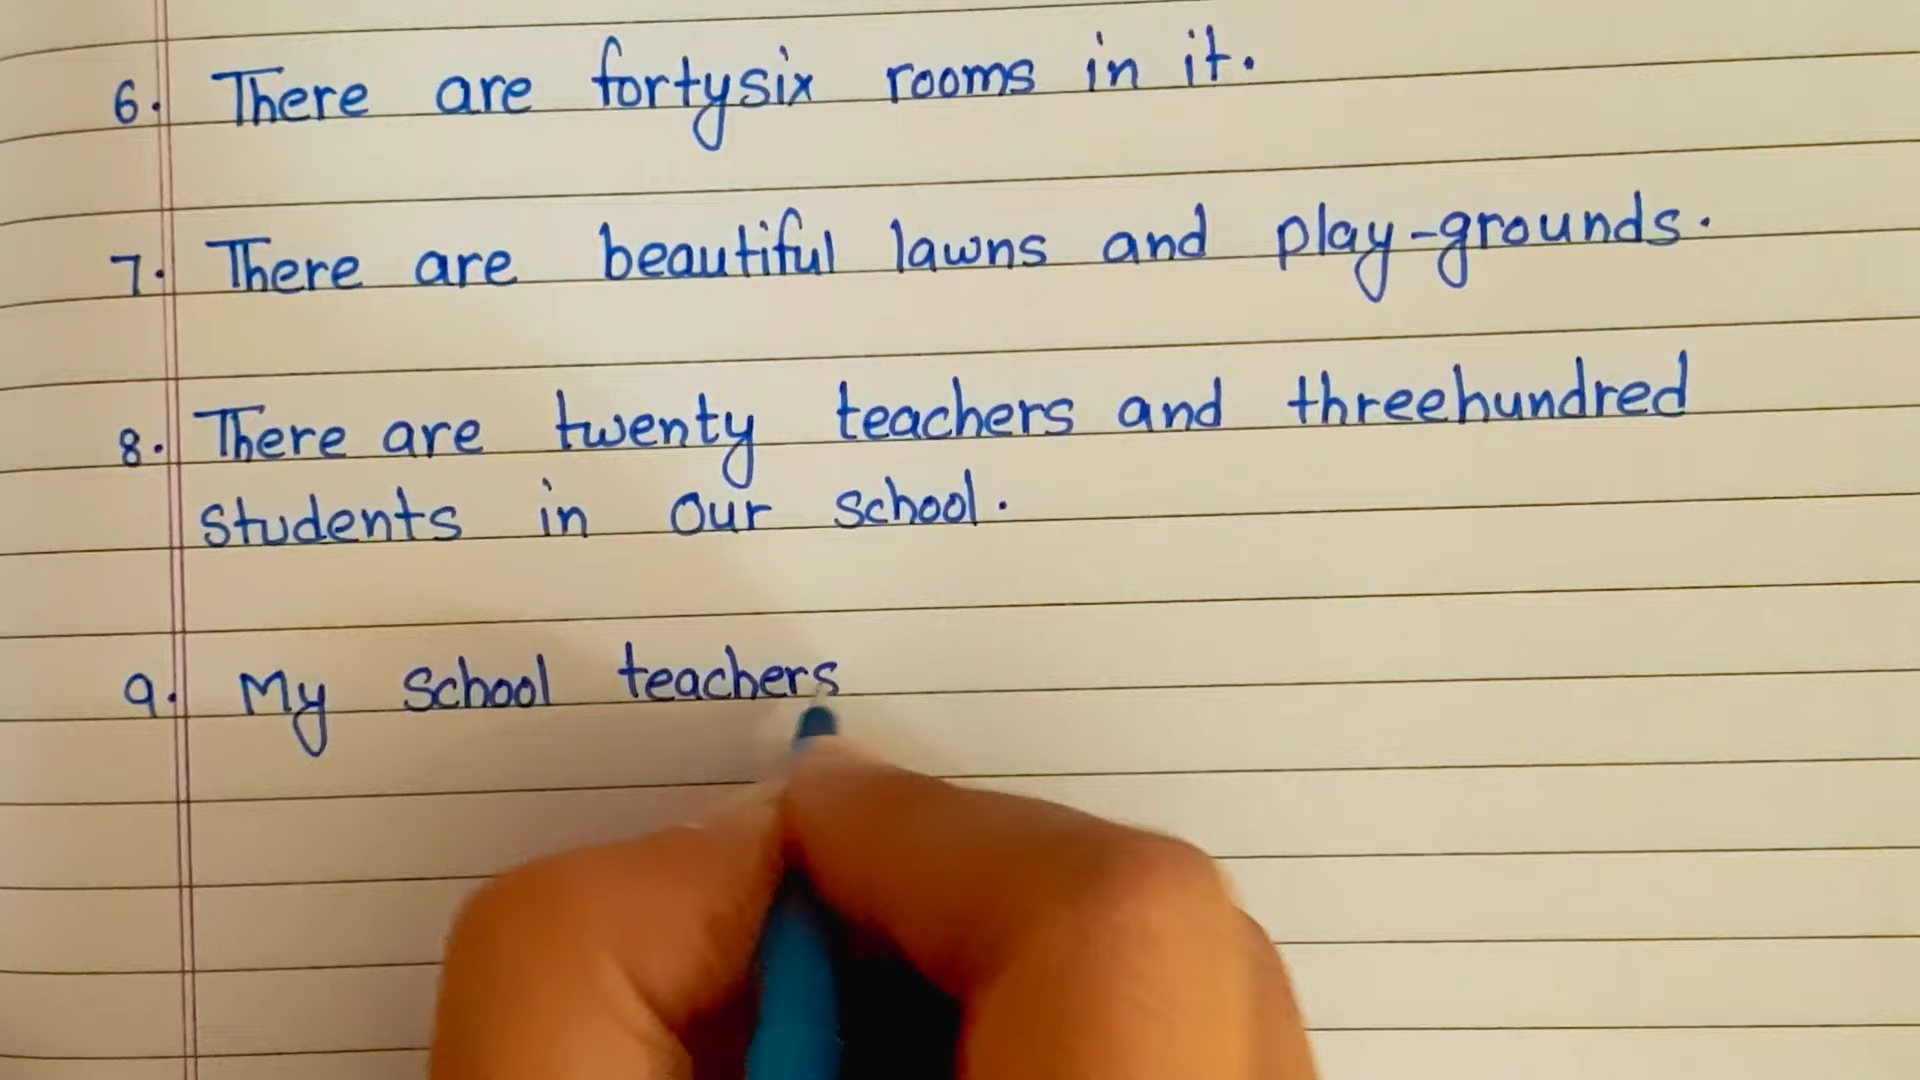 6. There are fortysix rooms in it.
7. There are beautiful lawns and play-grounds.
8. There are twenty teachers and threehundred
students in our school.
9. My school teachers